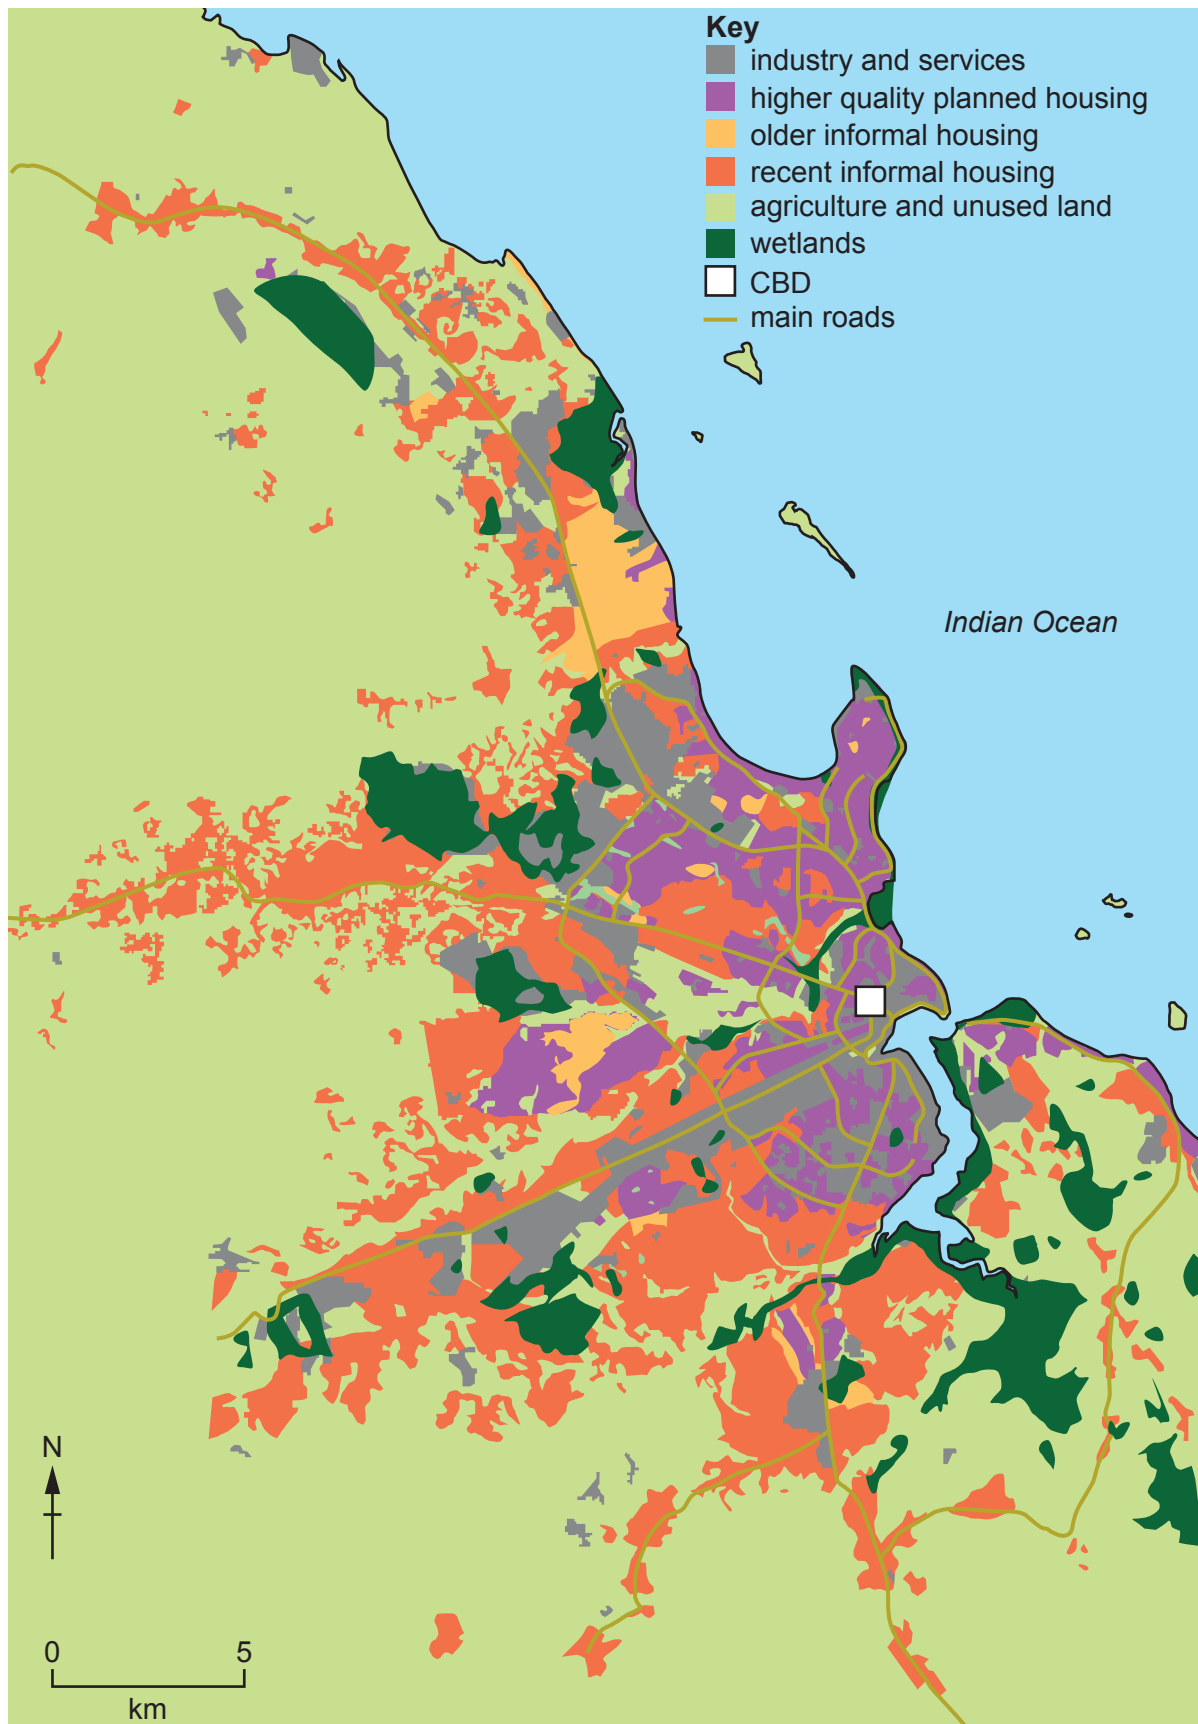 Key
industry and services
higher quality planned housing
older informal housing
recent informal housing
agriculture and unused land
wetlands
CBD
main roads
Indian Ocean
N
0 5
km